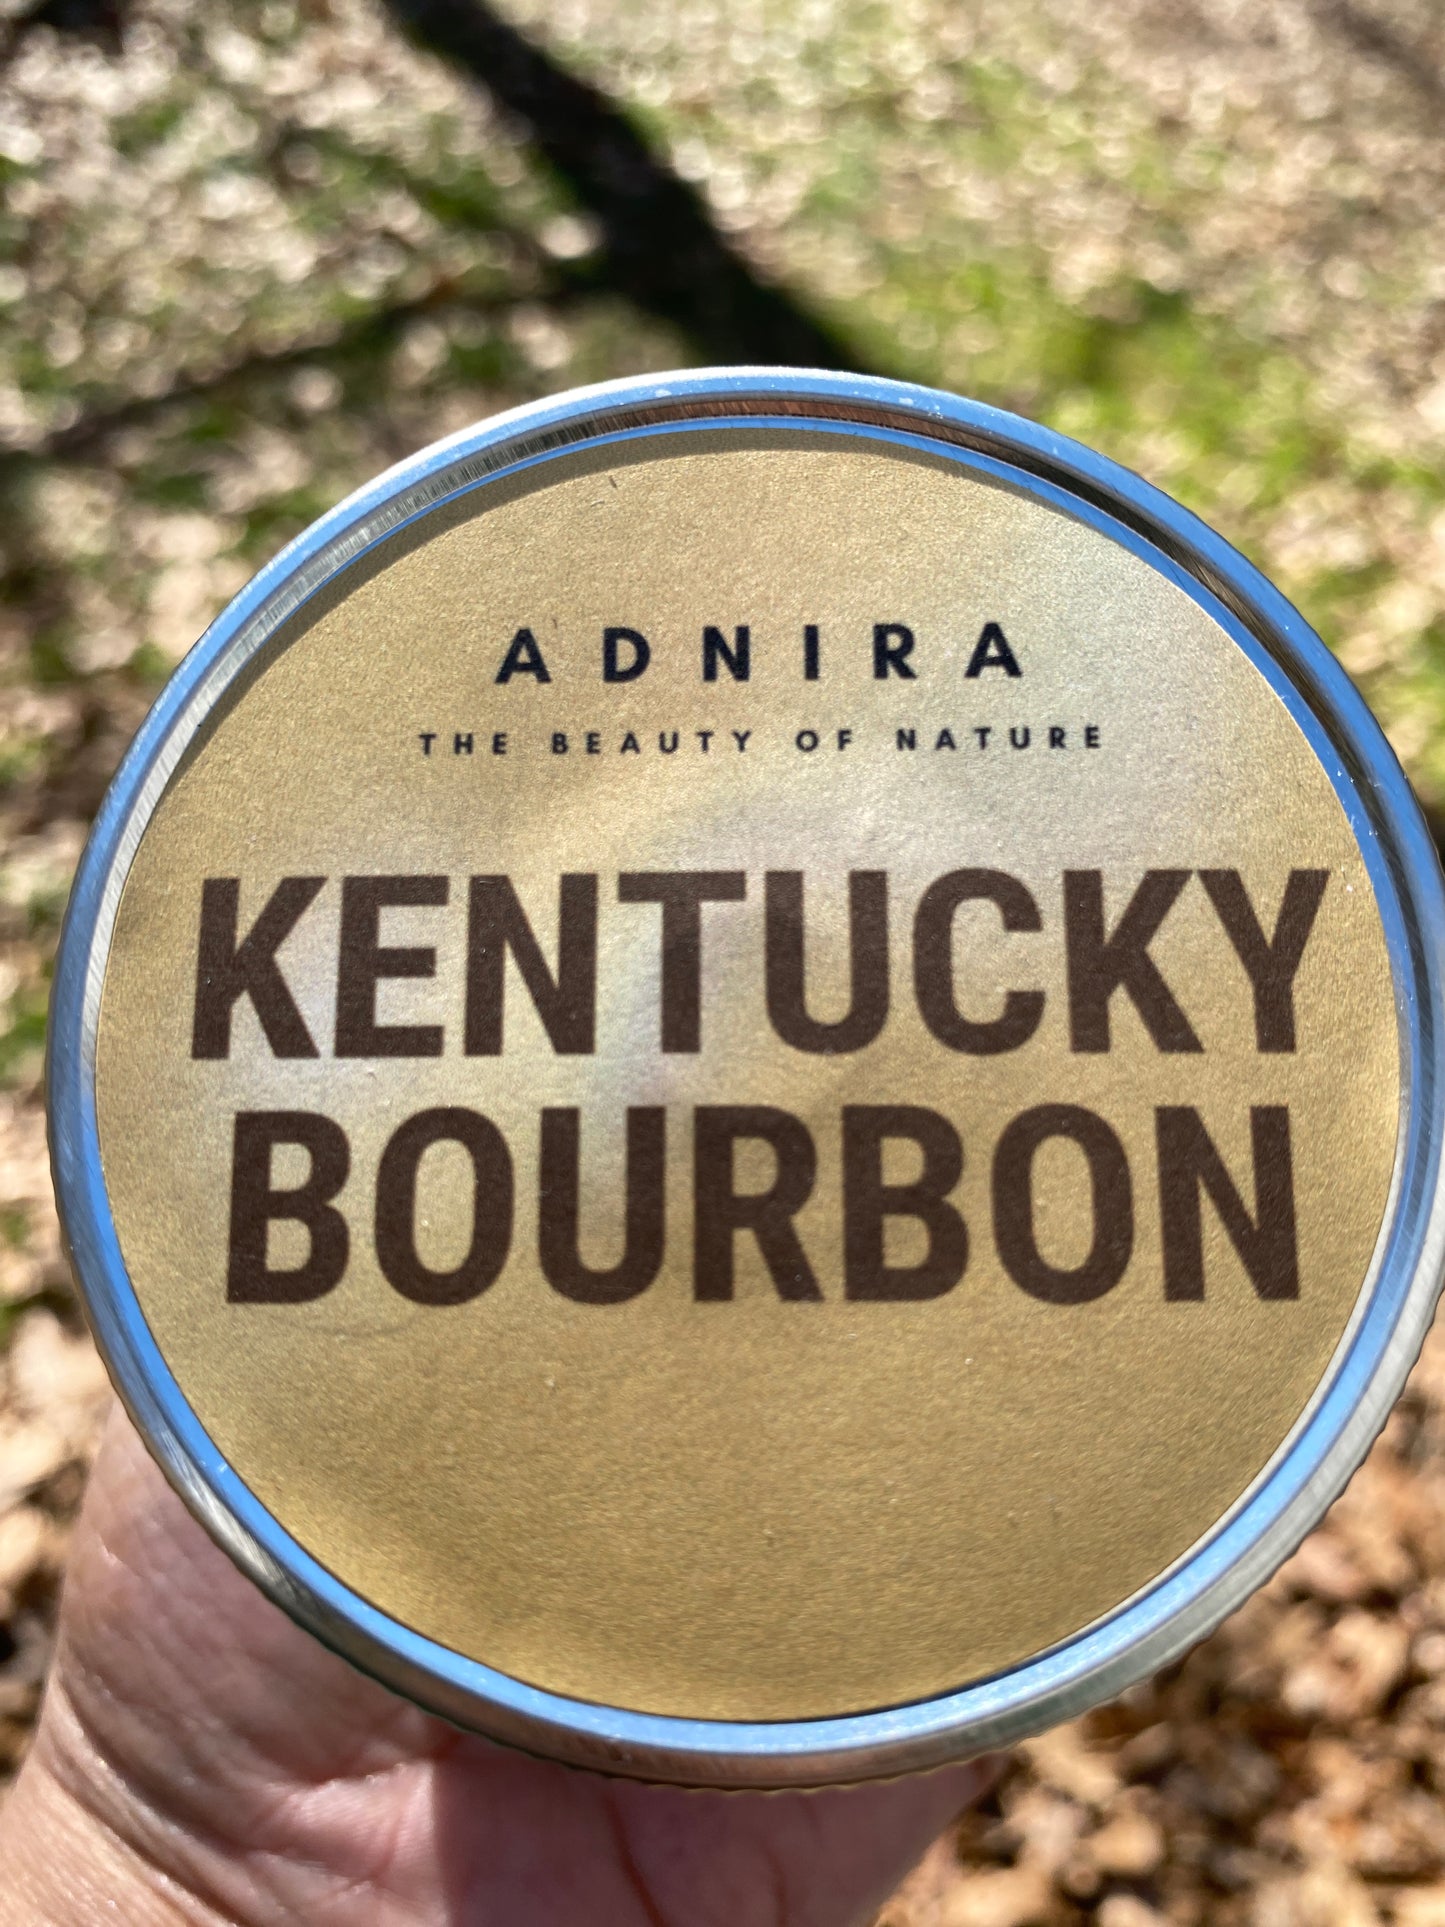 ADNIRA
THE BEAUTY OF NATURE
KENTUCKY
BOURBON